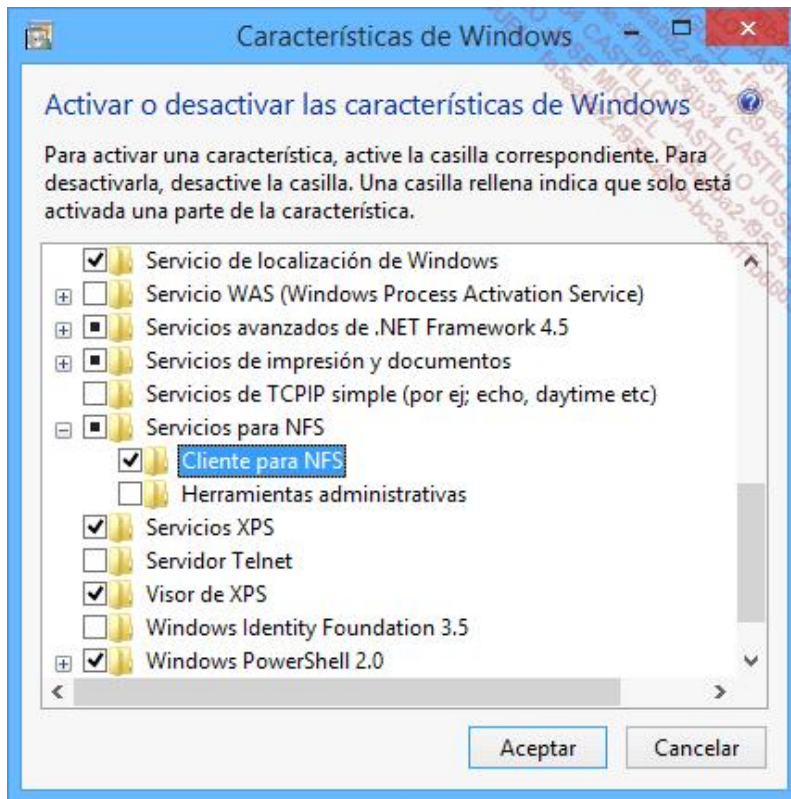 Características de Windows
Activar o desactivar las características de Windows
Para activar una característica, active la casilla correspondiente. Para
desactivarla, desactive la casilla. Una casilla rellena indica que solo está
activada una parte de la característica.
Servicio de localización de Windows
Servicio WAS (Windows Process Activation Service)
Servicios avanzados de .NET Framework 4.5
Servicios de impresión y documentos
Servicios de TCPIP simple (por ej; echo, daytime etc)
Servicios para NFS
Cliente para NFS
Herramientas administrativas
Servicios XPS
Servidor Telnet
Visor de XPS
Windows Identity Foundation 3.5
Windows PowerShell 2.0
Aceptar Cancelar